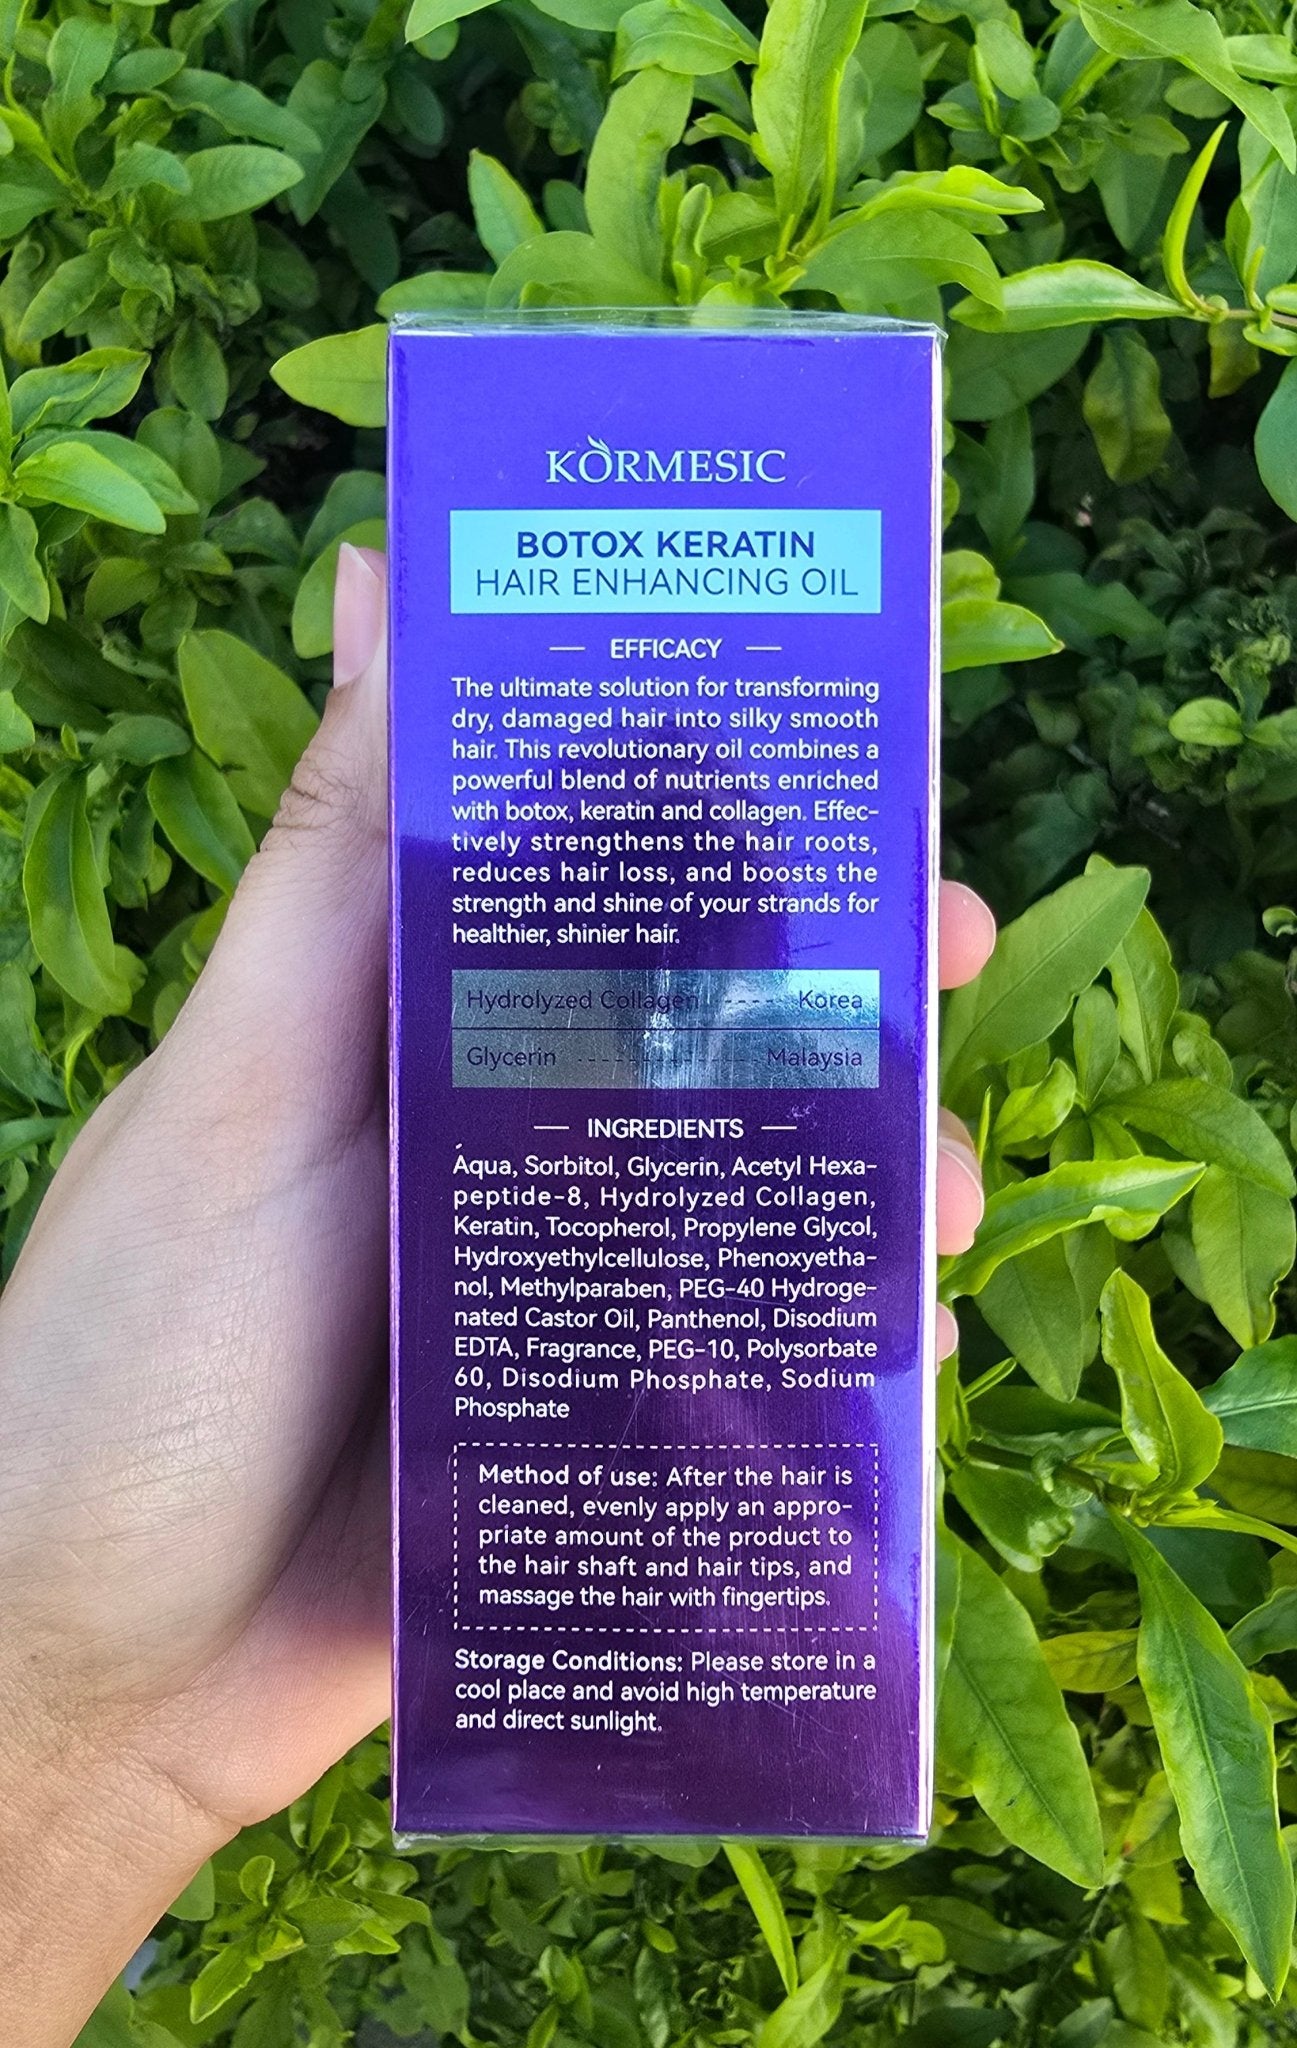 KORMESIC
BOTOX KERATIN
HAIR ENHANCING OIL
EFFICACY
The ultimate solution for transforming
dry, damaged hair into silky smooth
hair. This revolutionary oil combines a
powerful blend of nutrients enriched
with botox, keratin and collagen. Effec-
tively strengthens the hair roots,
reduces hair loss, and boosts the
strength and shine of your strands for
healthier, shinier hair.
Hydrolyzed Collagen ----- Korea
Glycerin -------------- Malaysia
INGREDIENTS
Aqua, Sorbitol, Glycerin, Acetyl Hexa-
peptide-8, Hydrolyzed Collagen,
Keratin, Tocopherol, Propylene Glycol,
Hydroxyethylcellulose, Phenoxyetha-
nol, Methylparaben, PEG-40 Hydroge-
nated Castor Oil, Panthenol, Disodium
EDTA, Fragrance, PEG-10, Polysorbate
60, Disodium Phosphate, Sodium
Phosphate
Method of use: After the hair is
cleaned, evenly apply an appro-
priate amount of the product to
the hair shaft and hair tips, and
massage the hair with fingertips.
Storage Conditions: Please store in a
cool place and avoid high temperature
and direct sunlight.